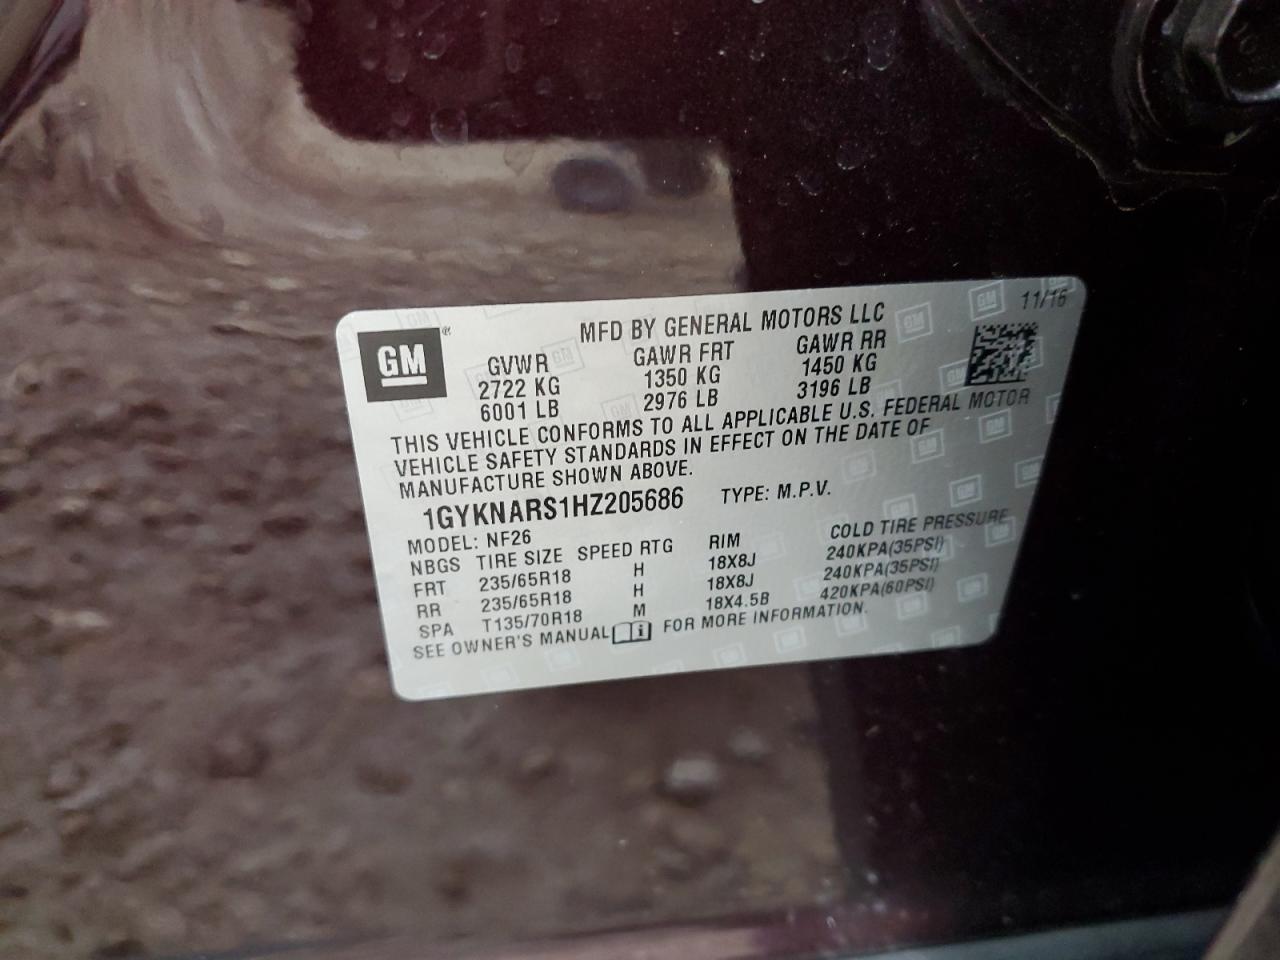 11/16
GM
MFD BY GENERAL MOTORS LLC
GVWR GAWR FRT GAWR RR
2722 KG 1350 KG 1450 KG
6001 LB 2976 LB 3196 LB
THIS VEHICLE CONFORMS TO ALL APPLICABLE U.S. FEDERAL MOTOR
VEHICLE SAFETY STANDARDS IN EFFECT ON THE DATE OF
MANUFACTURE SHOWN ABOVE.
1GYKNARS1HZ205686 TYPE: M.P.V.
MODEL: NF26
NBGS TIRE SIZE SPEED RTG RIM COLD TIRE PRESSURE
FRT 235/65R18 H 18X8J 240KPA(35PSI)
RR 235/65R18 H 18X8J 240KPA(35PSI)
SPA T135/70R18 M 18X4.5B 420KPA(60PSI)
SEE OWNER'S MANUAL FOR MORE INFORMATION.